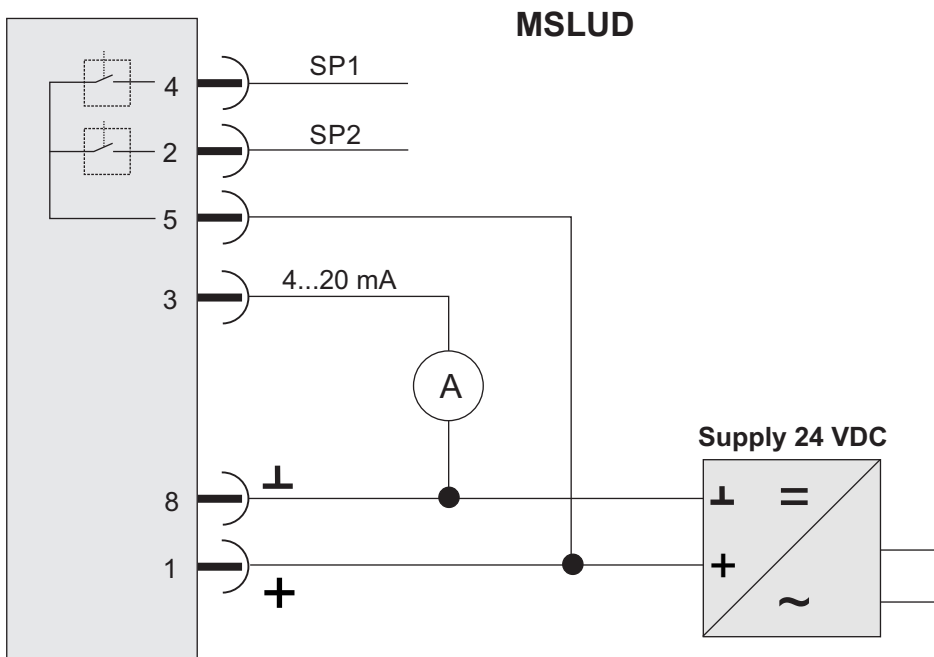 MSLUD
4 SP1
2 SP2
5
3 4...20 mA
A
Supply 24 VDC
8 ⊥ ⊥ =
1 + +
~